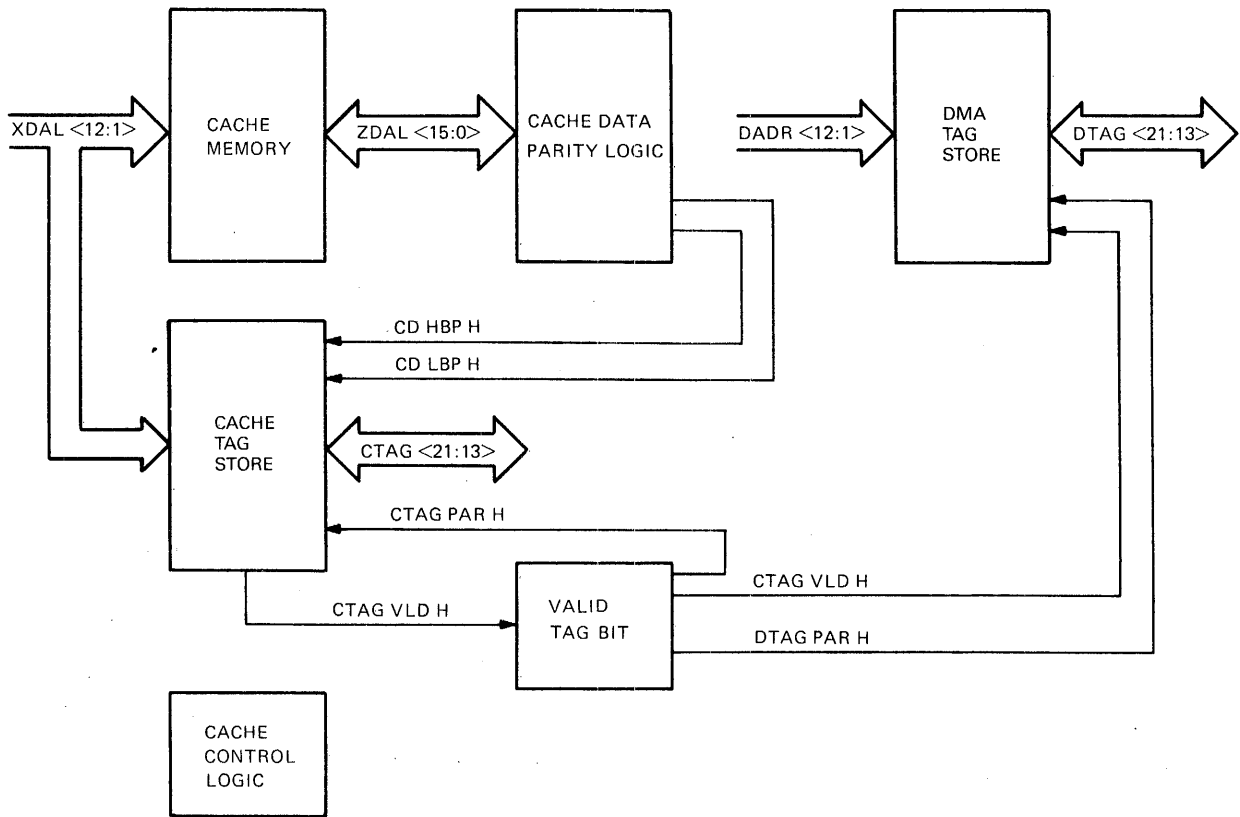 XDAL <12:1>
CACHE
MEMORY
ZDAL <15:0>
CACHE DATA
PARITY LOGIC
DADR <12:1>
DMA
TAG
STORE
DTAG <21:13>
CD HBP H
CD LBP H
CACHE
TAG
STORE
CTAG <21:13>
CTAG PAR H
CTAG VLD H
VALID
TAG BIT
CTAG VLD H
DTAG PAR H
CACHE
CONTROL
LOGIC